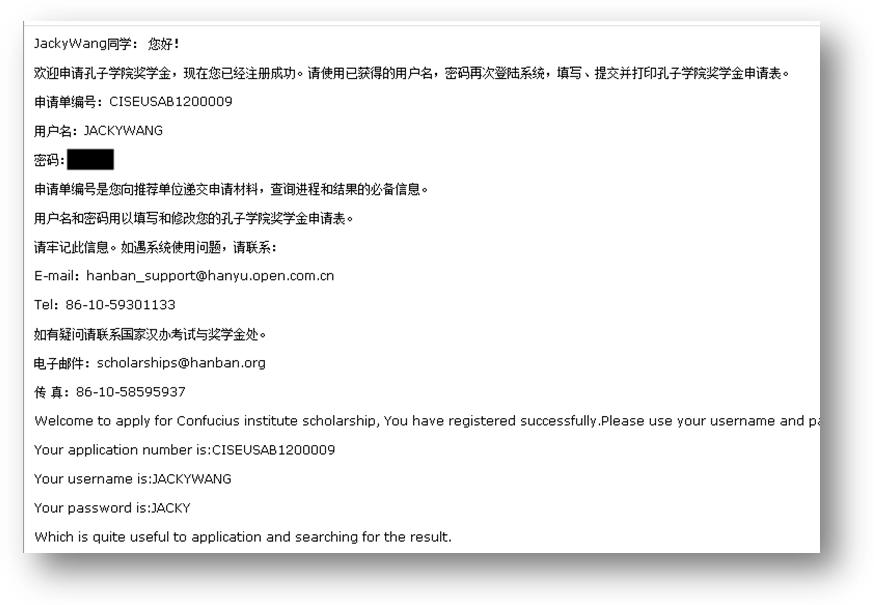 JackyWang同学： 您好！
欢迎申请孔子学院奖学金，现在您已经注册成功。请使用已获得的用户名，密码再次登陆系统，填写、提交并打印孔子学院奖学金申请表。
申请单编号：CISEUSAB1200009
用户名：JACKYWANG
密码：
申请单编号是您向推荐单位递交申请材料，查询进程和结果的必备信息。
用户名和密码用以填写和修改您的孔子学院奖学金申请表。
请牢记此信息。如遇系统使用问题，请联系：
E-mail：hanban_support@hanyu.open.com.cn
Tel：86-10-59301133
如有疑问请联系国家汉办考试与奖学金处。
电子邮件：scholarships@hanban.org
传 真：86-10-58595937
Welcome to apply for Confucius institute scholarship, You have registered successfully.Please use your username and pa
Your application number is:CISEUSAB1200009
Your username is:JACKYWANG
Your password is:JACKY
Which is quite useful to application and searching for the result.